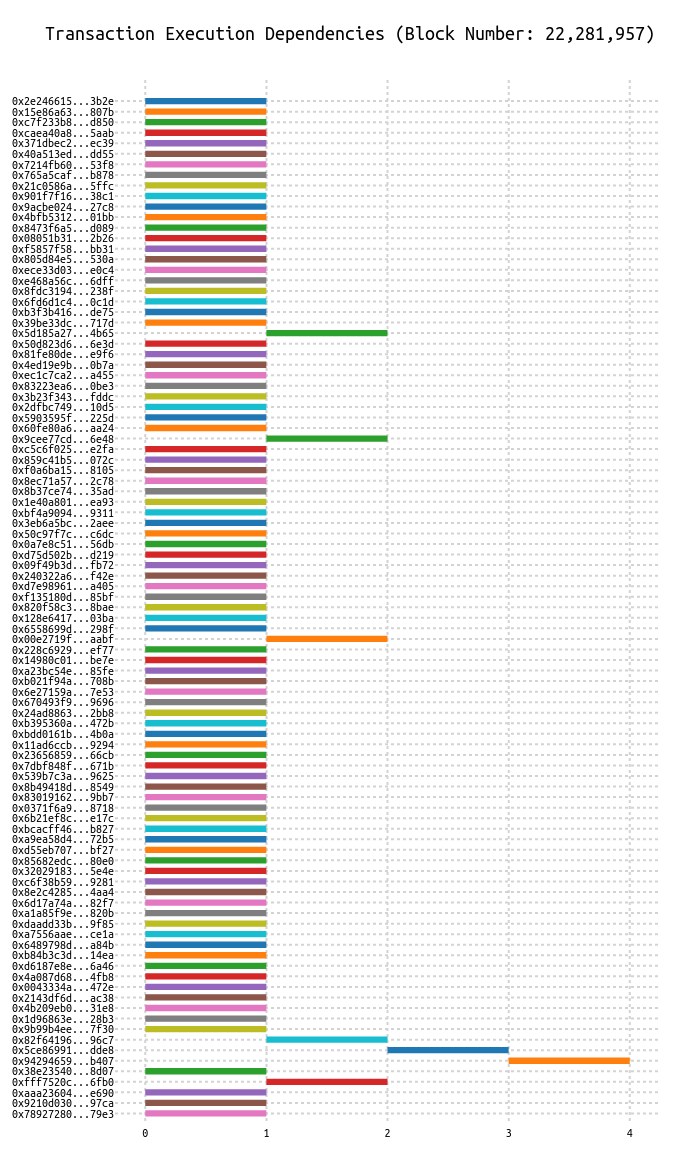 Transaction Execution Dependencies (Block Number: 22,281,957)
0x2e246615...3b2e
0x15e86a63...807b
0xc7f233b8...d850
0xcaea40a8...5aab
0x371dbec2...ec39
0x40a513ed...dd55
0x7214fb60...53f8
0x765a5caf...b878
0x21c0586a...5ffc
0x901f7f16...38c1
0x9acbe024...27c8
0x4bfb5312...01bb
0x8473f6a5...d089
0x08051b31...2b26
0xf5857f58...bb31
0x805d84e5...530a
0xece33d03...e0c4
0xe468a56c...6dff
0x8fdc3194...238f
0x6fd6d1c4...0c1d
0xb3f3b416...de75
0x39be33dc...717d
0x5d185a27...4b65
0x50d823d6...6e3d
0x81fe80de...e9f6
0x4ed19e9b...0b7a
0xec1c7ca2...a455
0x83223ea6...0be3
0x3b23f343...fddc
0x2dfbc749...10d5
0x5903595f...225d
0x60fe80a6...aa24
0x9cee77cd...6e48
0xc5c6f025...e2fa
0x859c41b5...072c
0xf0a6ba15...8105
0x8ec71a57...2c78
0x8b37ce74...35ad
0x1e40a801...ea93
0xbf4a9094...9311
0x3eb6a5bc...2aee
0x50c97f7c...c6dc
0x0a7e8c51...56db
0xd75d502b...d219
0x09f49b3d...fb72
0x240322a6...f42e
0xd7e98961...a405
0xf135180d...85bf
0x820f58c3...8bae
0x128e6417...03ba
0x6558699d...298f
0x00e2719f...aabf
0x228c6929...ef77
0x14980c01...be7e
0xa23bc54e...85fe
0xb021f94a...708b
0x6e27159a...7e53
0x670493f9...9696
0x24ad8863...2bb8
0xb395360a...472b
0xbdd0161b...4b0a
0x11ad6ccb...9294
0x23656859...66cb
0x7dbf848f...671b
0x539b7c3a...9625
0x8b49418d...8549
0x83019162...9bb7
0x0371f6a9...8718
0x6b21ef8c...e17c
0xbcacff46...b827
0xa9ea58d4...72b5
0xd55eb707...bf27
0x85682edc...80e0
0x32029183...5e4e
0xc6f38b59...9281
0x8e2c4285...4aa4
0x6d17a74a...82f7
0xa1a85f9e...820b
0xdaadd33b...9f85
0xa7556aae...ce1a
0x6489798d...a84b
0xb84b3c3d...14ea
0xd6187e8e...6a46
0x4a087d68...4fb8
0x0043334a...472e
0x2143df6d...ac38
0x4b209eb0...31e8
0x1d96863e...28b3
0x9b99b4ee...7f30
0x82f64196...96c7
0x5ce86991...dde8
0x94294659...b407
0x38e23540...8d07
0xfff7520c...6fb0
0xaaa23604...e690
0x9210d030...97ca
0x78927280...79e3
0 1 2 3 4